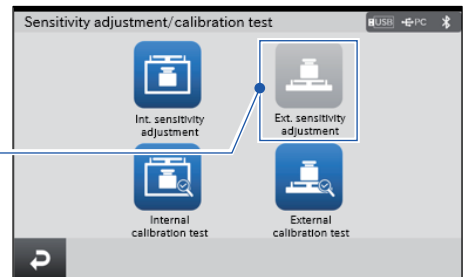 Sensitivity adjustment/calibration test
USB PC
Int. sensitivity
adjustment
Ext. sensitivity
adjustment
Internal
calibration test
External
calibration test